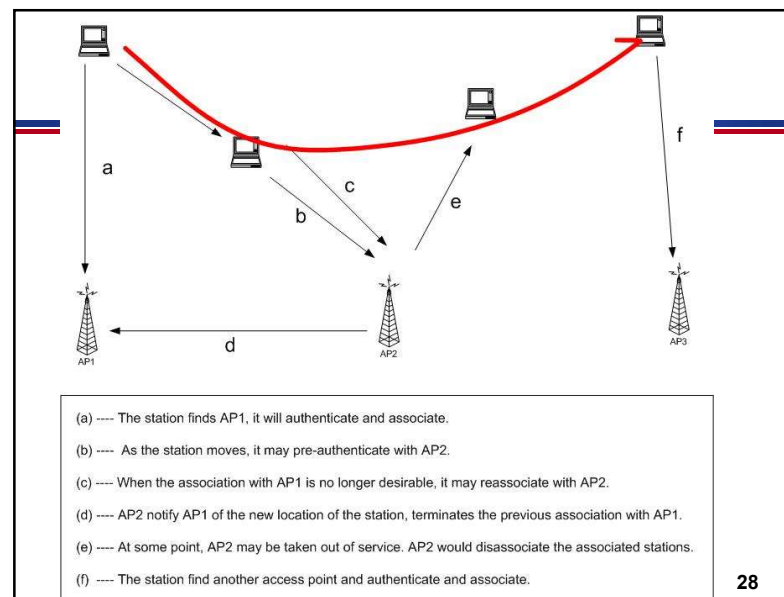 a
b
c
d
e
f
AP1
AP2
AP3
(a) ---- The station finds AP1, it will authenticate and associate.
(b) ---- As the station moves, it may pre-authenticate with AP2.
(c) ---- When the association with AP1 is no longer desirable, it may reassociate with AP2.
(d) ---- AP2 notify AP1 of the new location of the station, terminates the previous association with AP1.
(e) ---- At some point, AP2 may be taken out of service. AP2 would disassociate the associated stations.
(f) ---- The station find another access point and authenticate and associate.
28